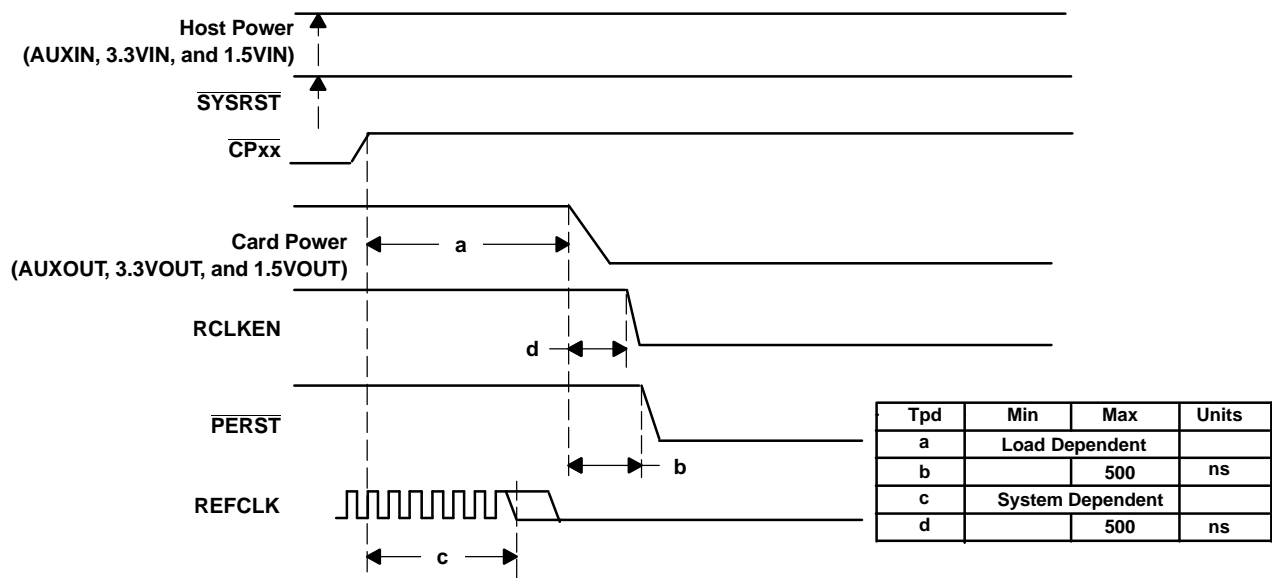 Host Power
(AUXIN, 3.3VIN, and 1.5VIN)
SYSRST
CPxx
a
Card Power
(AUXOUT, 3.3VOUT, and 1.5VOUT)
RCLKEN
d
PERST
b
REFCLK
c
Tpd Min Max Units
a Load Dependent
b 500 ns
c System Dependent
d 500 ns